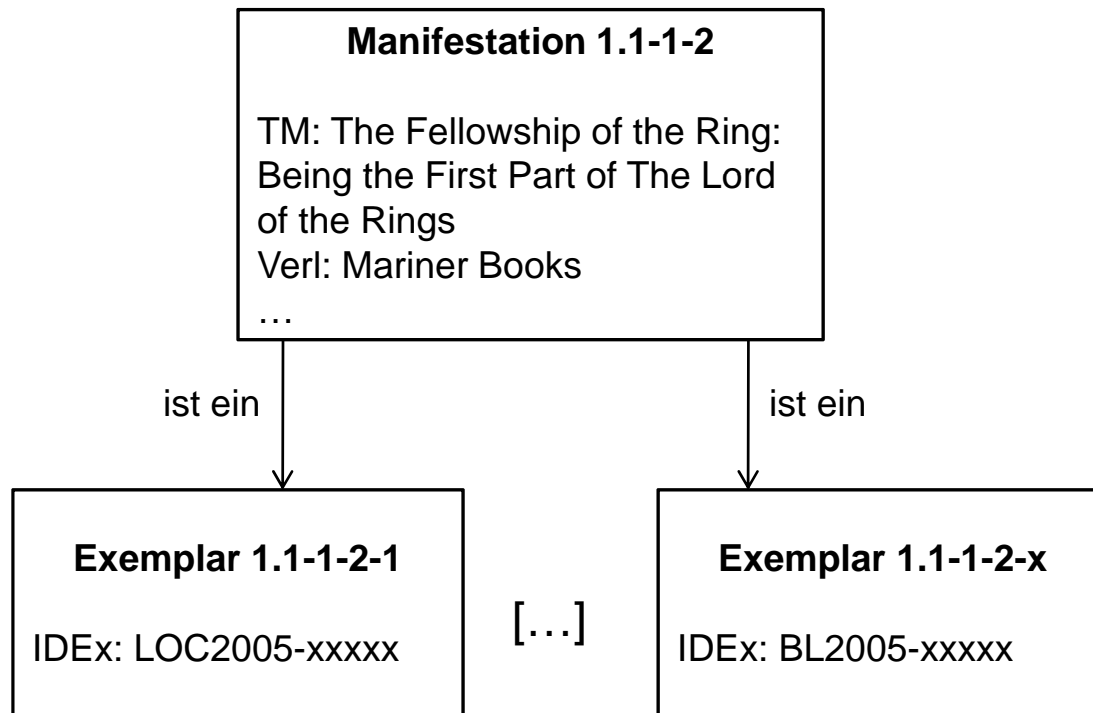 Manifestation 1.1-1-2
TM: The Fellowship of the Ring:
Being the First Part of The Lord
of the Rings
Verl: Mariner Books
…
ist ein
ist ein
Exemplar 1.1-1-2-1
IDEx: LOC2005-xxxxx
[…]
Exemplar 1.1-1-2-x
IDEx: BL2005-xxxxx